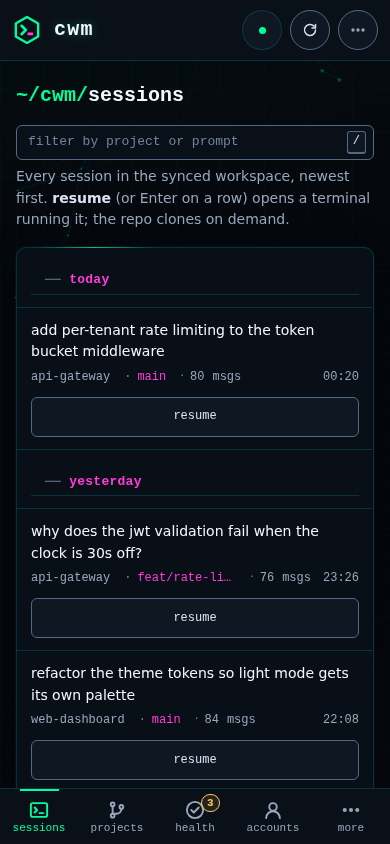 cwm
~/cwm/sessions
filter by project or prompt /
Every session in the synced workspace, newest
first. resume (or Enter on a row) opens a terminal
running it; the repo clones on demand.
— today
add per-tenant rate limiting to the token
bucket middleware
api-gateway · main · 80 msgs 00:20
resume
— yesterday
why does the jwt validation fail when the
clock is 30s off?
api-gateway · feat/rate-li… · 76 msgs 23:26
resume
refactor the theme tokens so light mode gets
its own palette
web-dashboard · main · 84 msgs 22:08
resume
3
sessions projects health accounts more